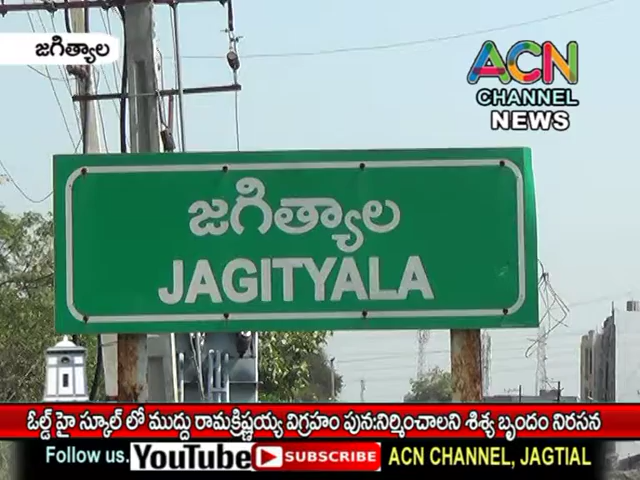 జగిత్యాల
ACN
CHANNEL
NEWS
జగిత్యాల
JAGITYALA
ఓల్డ్ హై స్కూల్ లో ముద్దు రామక్రిష్ణయ్య విగ్రహం పున:నిర్మించాలని శిశ్య బృందం నిరసన
Follow us. YouTube SUBSCRIBE ACN CHANNEL, JAGTIAL